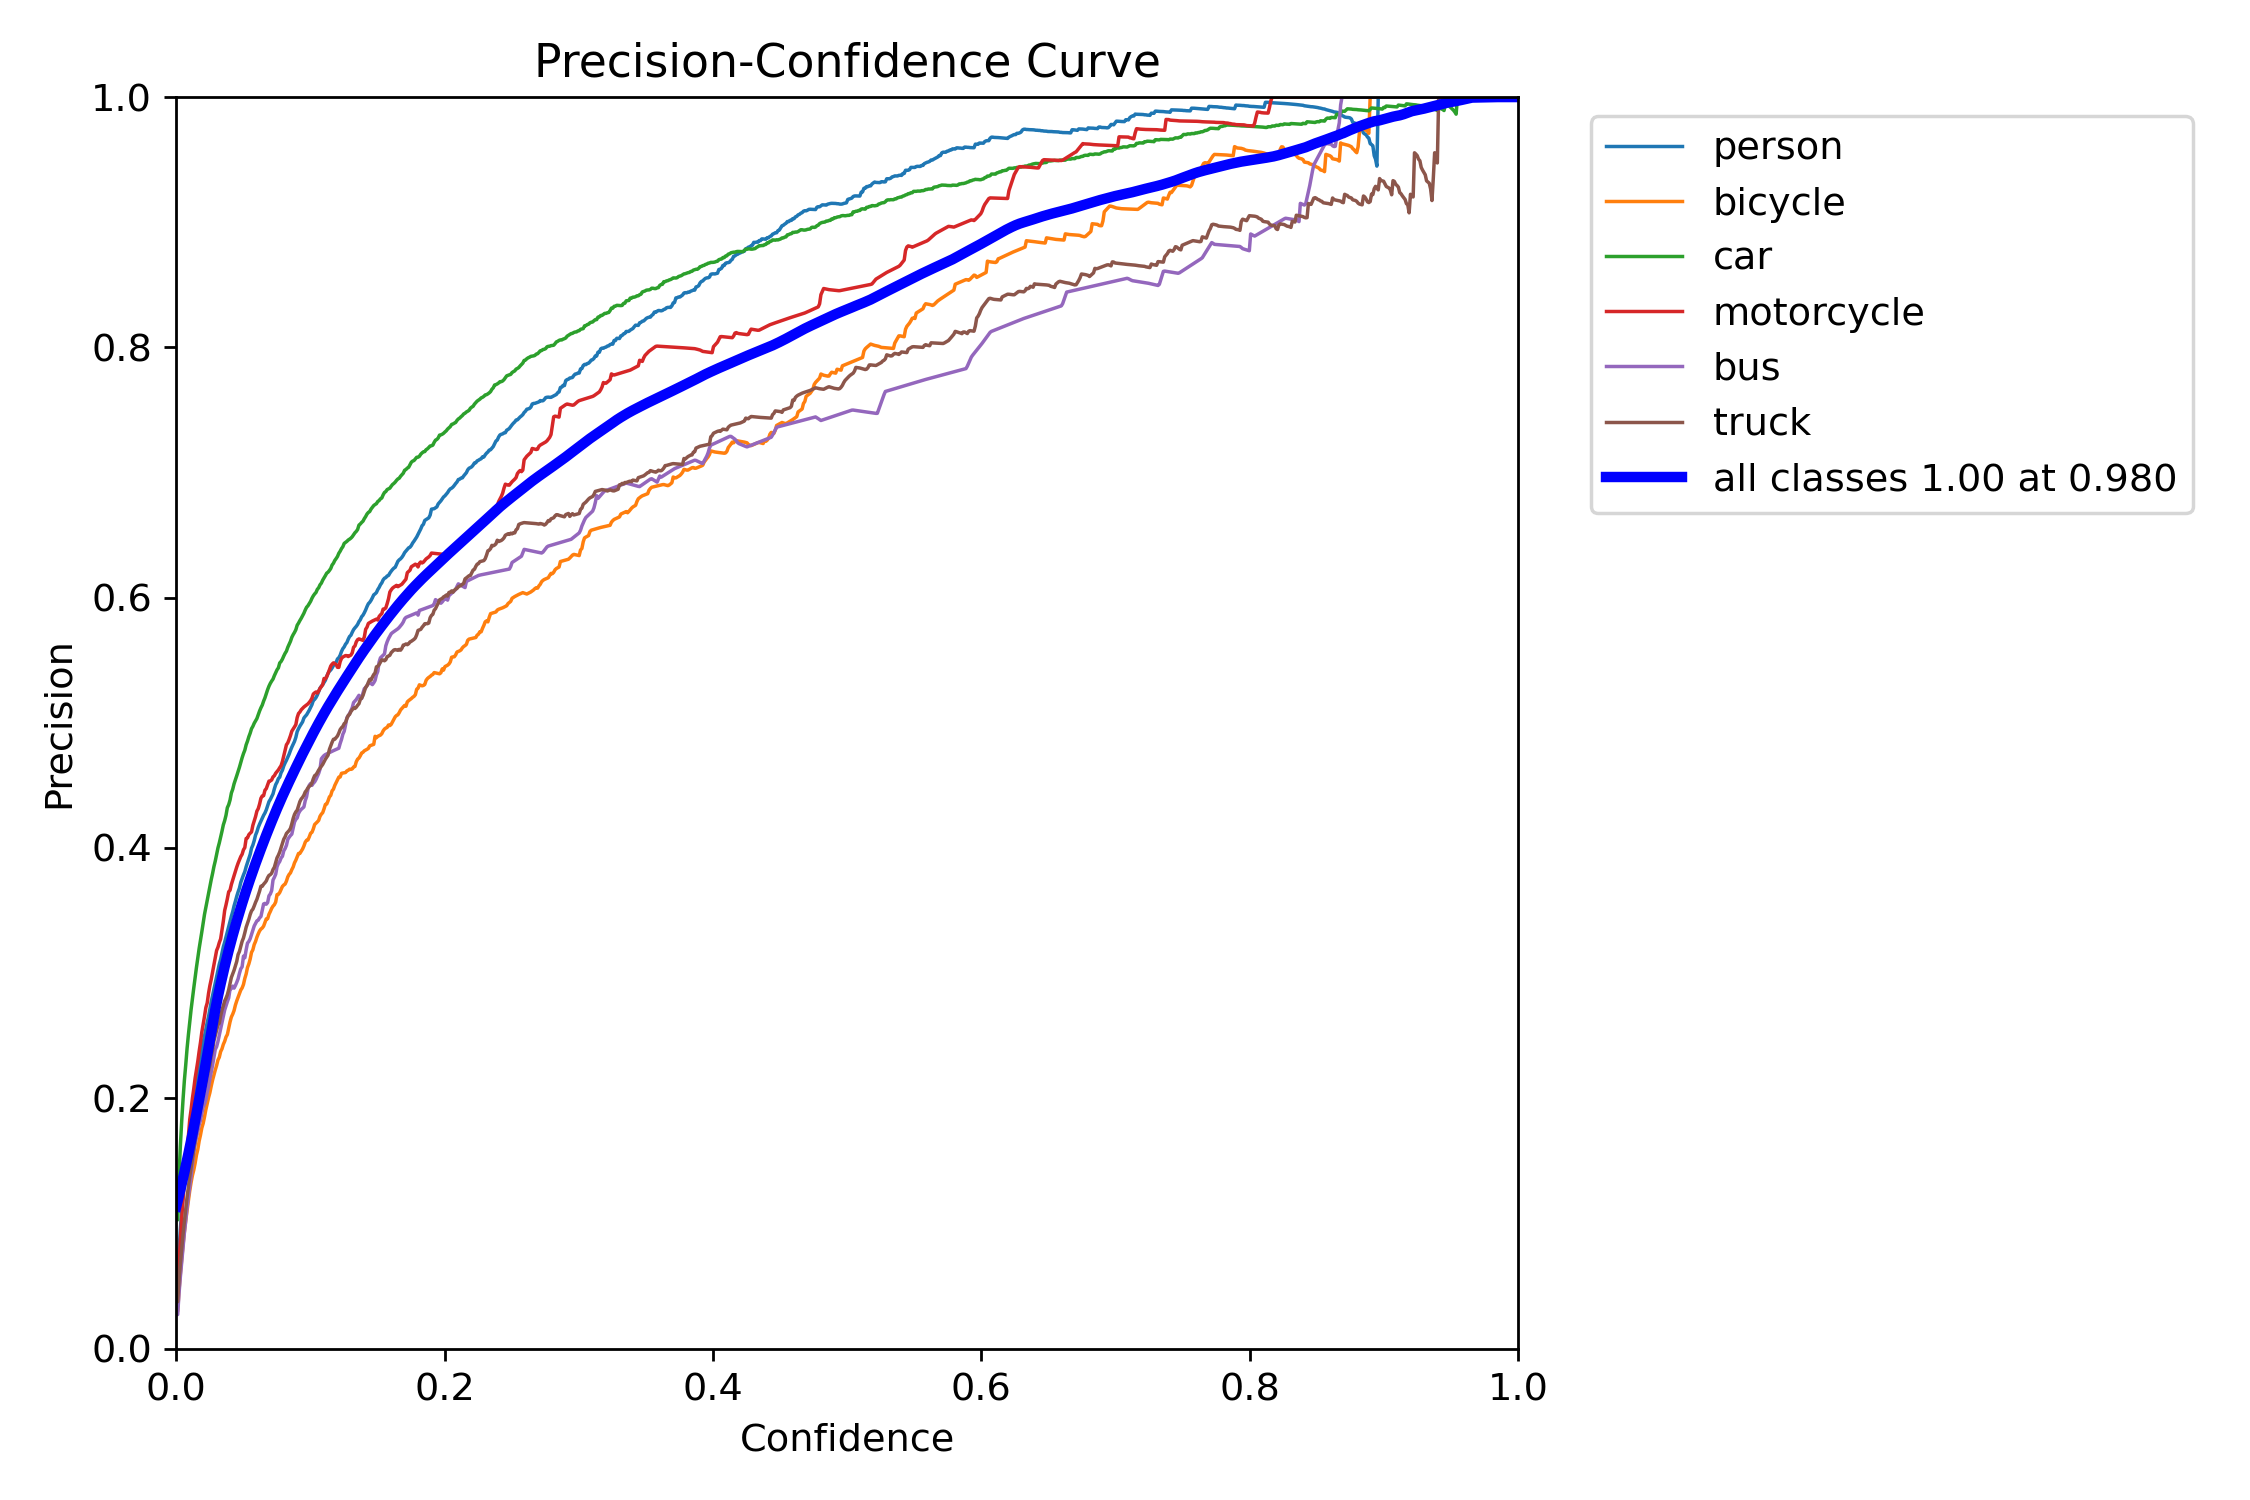 Precision-Confidence Curve
1.0
0.8
0.6
0.4
0.2
0.0
Precision
0.0 0.2 0.4 0.6 0.8 1.0
Confidence
person
bicycle
car
motorcycle
bus
truck
all classes 1.00 at 0.980